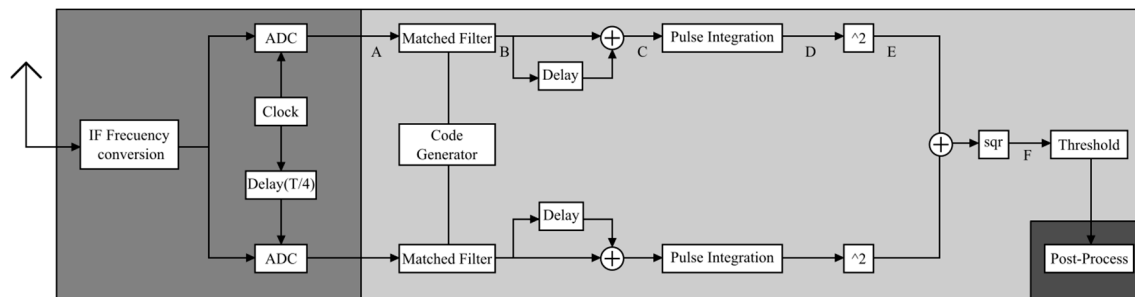 ADC
A
Matched Filter
B
C
Pulse Integration
D
^2
E
Delay
Clock
IF Frecuency
conversion
Code
Generator
sqr
F
Threshold
Delay(T/4)
Delay
ADC
Matched Filter
Pulse Integration
^2
Post-Process